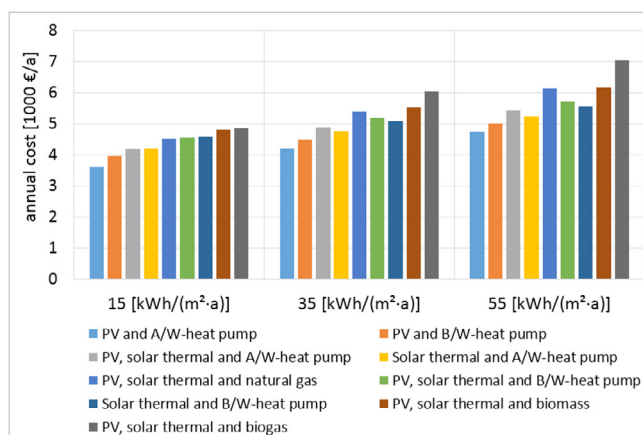 annual cost [1000 €/a]
8
7
6
5
4
3
2
1
0
15 [kWh/(m²·a)] 35 [kWh/(m²·a)] 55 [kWh/(m²·a)]
PV and A/W-heat pump PV and B/W-heat pump
PV, solar thermal and A/W-heat pump Solar thermal and A/W-heat pump
PV, solar thermal and natural gas PV, solar thermal and B/W-heat pump
Solar thermal and B/W-heat pump PV, solar thermal and biomass
PV, solar thermal and biogas